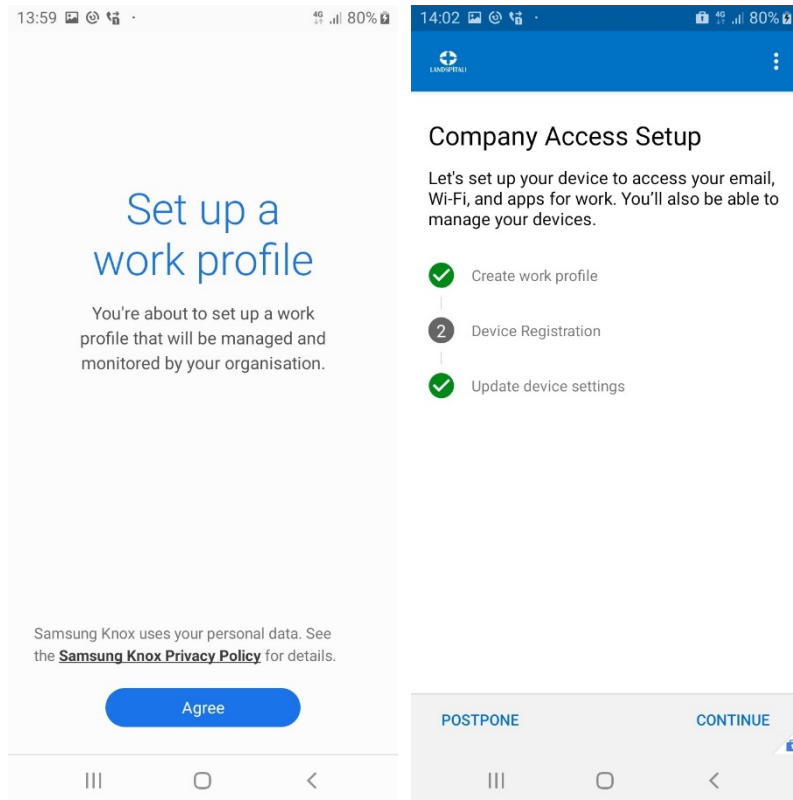 13:59
4G
80%
Set up a
work profile
You're about to set up a work
profile that will be managed and
monitored by your organisation.
Samsung Knox uses your personal data. See
the Samsung Knox Privacy Policy for details.
Agree
14:02
4G
80%
LANDSPÍTALI
Company Access Setup
Let's set up your device to access your email,
Wi-Fi, and apps for work. You’ll also be able to
manage your devices.
Create work profile
2
Device Registration
Update device settings
POSTPONE
CONTINUE